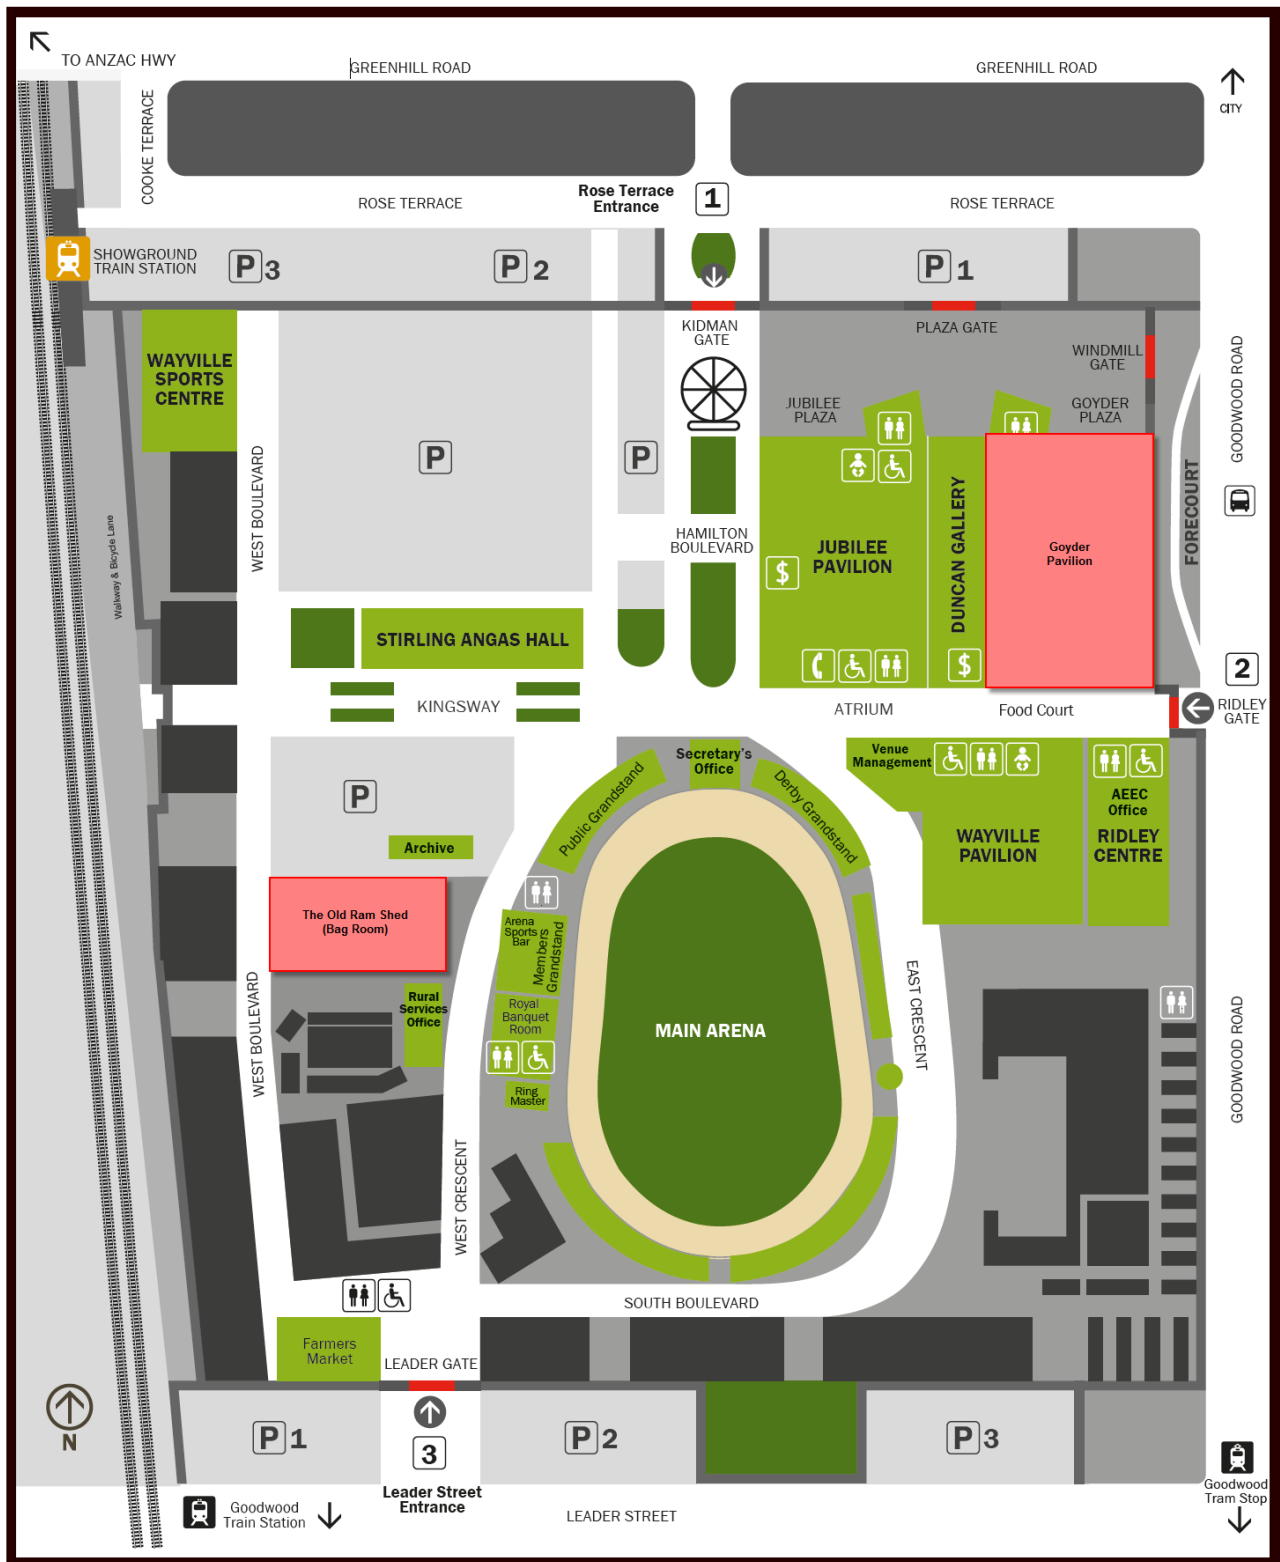 TO ANZAC HWY
GREENHILL ROAD
GREENHILL ROAD
CITY
COOKE TERRACE
Rose Terrace
Entrance
1
ROSE TERRACE
ROSE TERRACE
SHOWGROUND
TRAIN STATION
P 3
P 2
P 1
KIDMAN
GATE
PLAZA GATE
WINDMILL
GATE
WAYVILLE
SPORTS
CENTRE
JUBILEE
PLAZA
GOYDER
PLAZA
GOODWOOD ROAD
WEST BOULEVARD
P
P
HAMILTON
BOULEVARD
JUBILEE
PAVILION
$
DUNCAN GALLERY
Goyder
Pavilion
FORECOURT
Walkway & Bicycle Lane
STIRLING ANGAS HALL
$
2
RIDLEY
GATE
KINGSWAY
ATRIUM
Food Court
Secretary's
Office
Venue
Management
Public Grandstand
Derby Grandstand
AEEC
Office
P
WAYVILLE
PAVILION
RIDLEY
CENTRE
Archive
The Old Ram Shed
(Bag Room)
Arena
Sports
Bar
Members
Grandstand
EAST CRESCENT
WEST BOULEVARD
Rural
Services
Office
Royal
Banquet
Room
MAIN ARENA
GOODWOOD ROAD
Ring
Master
WEST CRESCENT
SOUTH BOULEVARD
Farmers
Market
LEADER GATE
N
P 1
3
P 2
P 3
Leader Street
Entrance
Goodwood
Train Station
LEADER STREET
Goodwood
Tram Stop